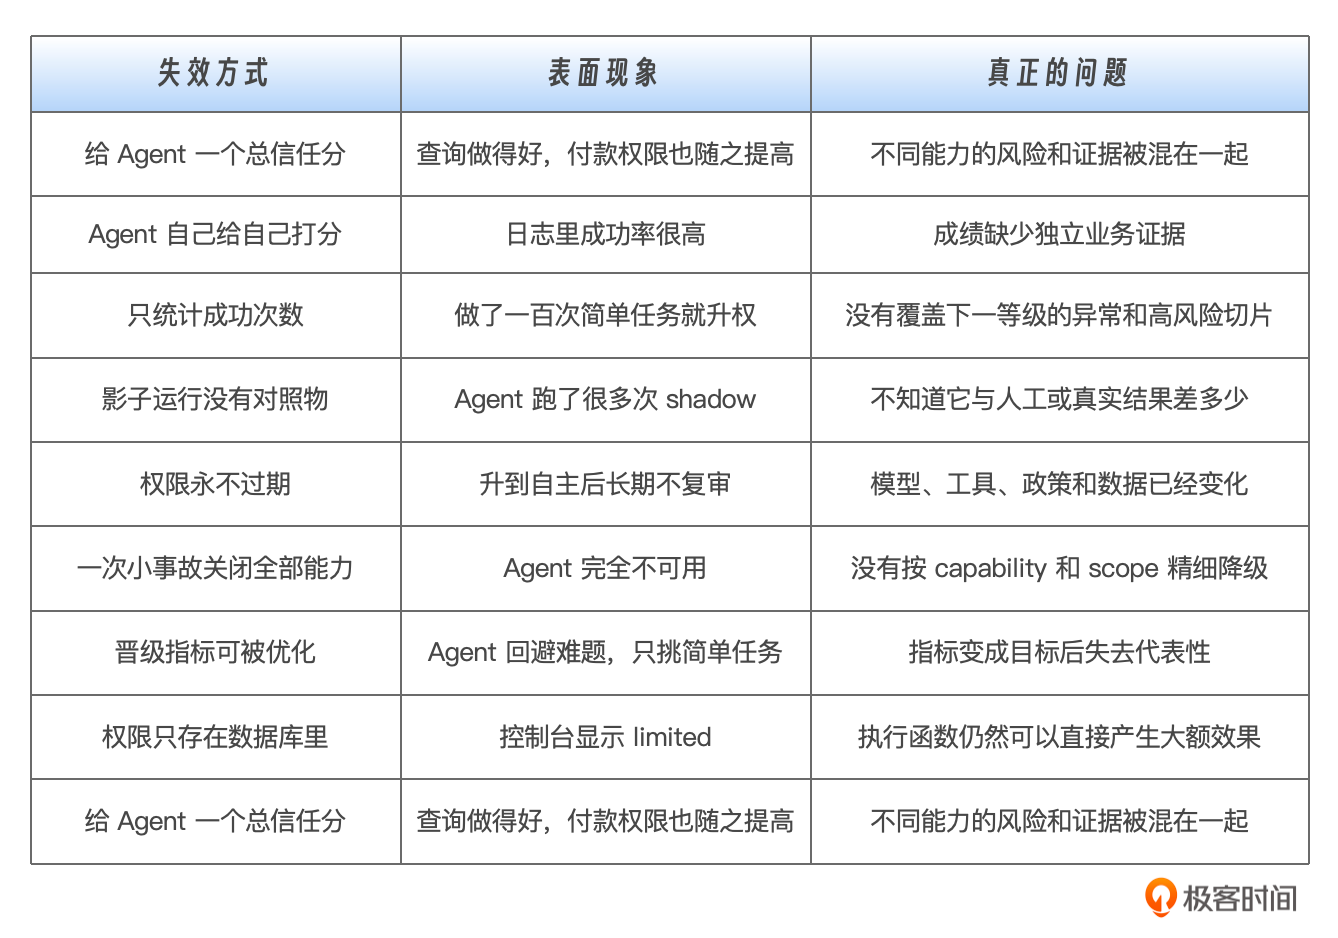 失效方式 表面现象 真正的问题
给 Agent 一个总信任分 查询做得好，付款权限也随之提高 不同能力的风险和证据被混在一起
Agent 自己给自己打分 日志里成功率很高 成绩缺少独立业务证据
只统计成功次数 做了一百次简单任务就升权 没有覆盖下一等级的异常和高风险切片
影子运行没有对照物 Agent 跑了很多次 shadow 不知道它与人工或真实结果差多少
权限永不过期 升到自主后长期不复审 模型、工具、政策和数据已经变化
一次小事故关闭全部能力 Agent 完全不可用 没有按 capability 和 scope 精细降级
晋级指标可被优化 Agent 回避难题，只挑简单任务 指标变成目标后失去代表性
权限只存在数据库里 控制台显示 limited 执行函数仍然可以直接产生大额效果
给 Agent 一个总信任分 查询做得好，付款权限也随之提高 不同能力的风险和证据被混在一起
极客时间